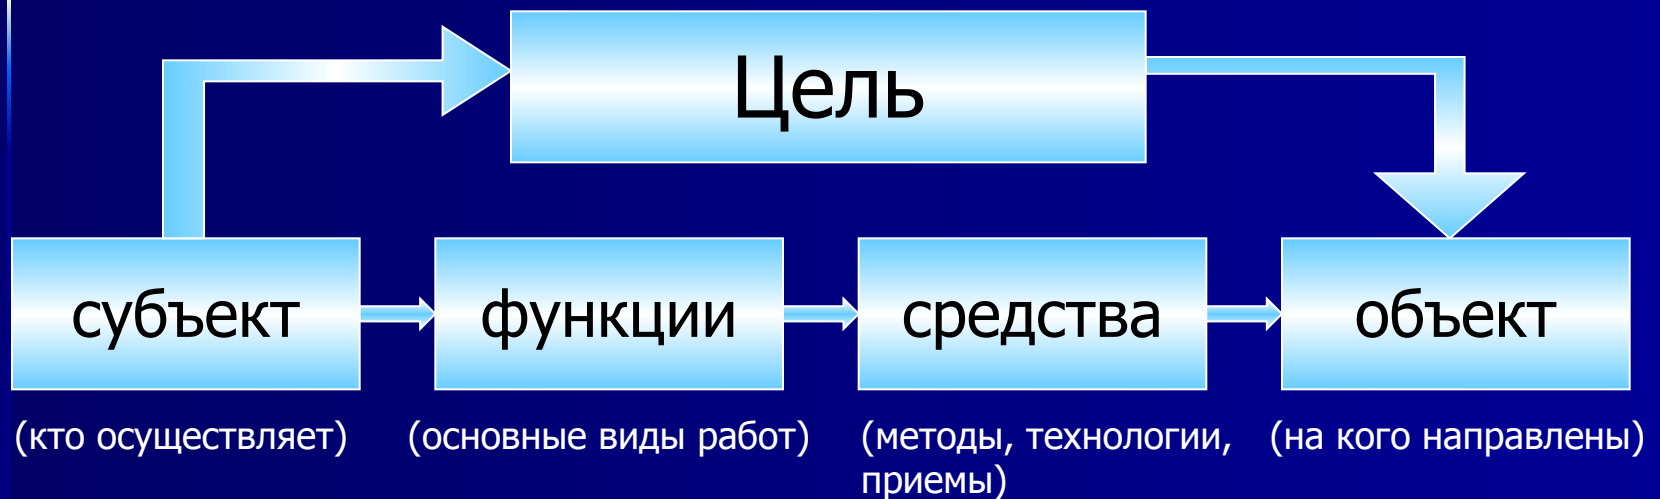 Цель
субъект
функции
средства
объект
(кто осуществляет)
(основные виды работ)
(методы, технологии,
приемы)
(на кого направлены)